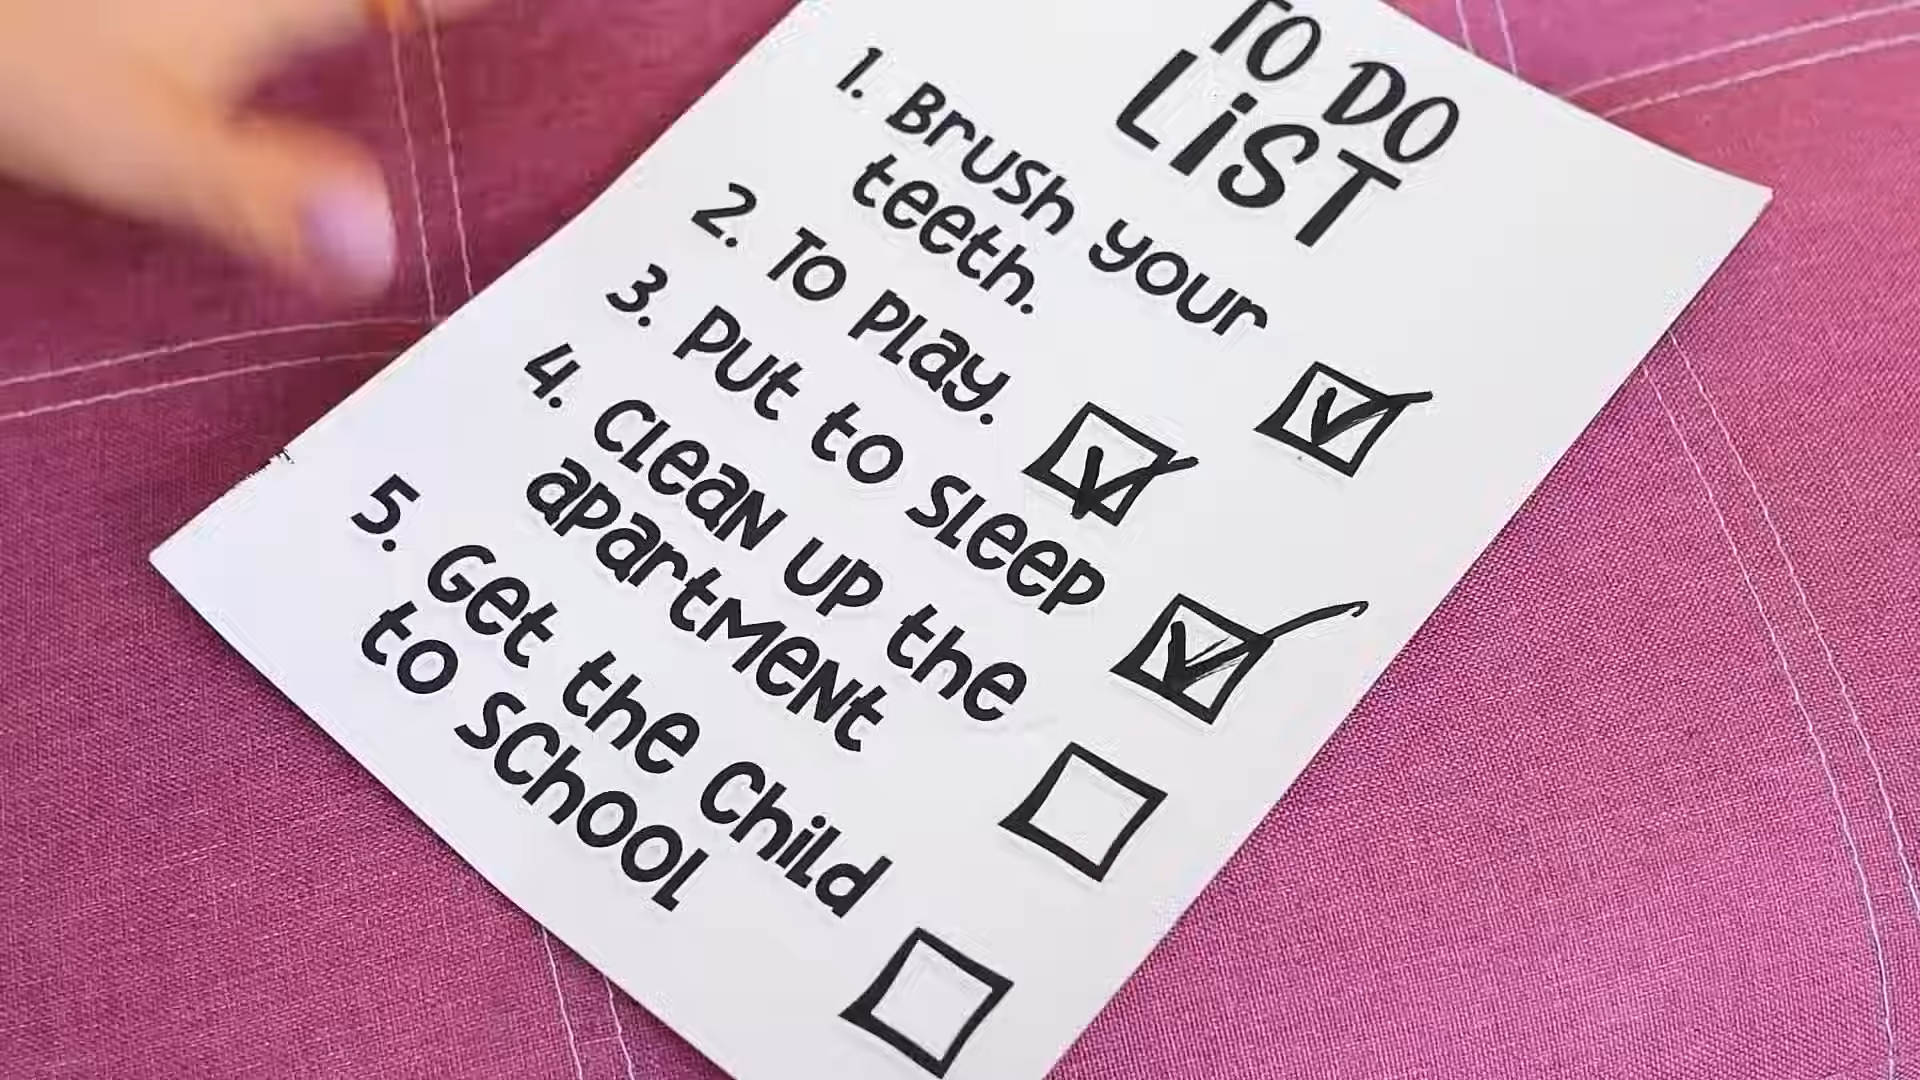 TO DO
LiST
1. Brush your
teeth.
2. To play.
3. Put to sleep
4. Clean up the
apartment
5. Get the child
to school